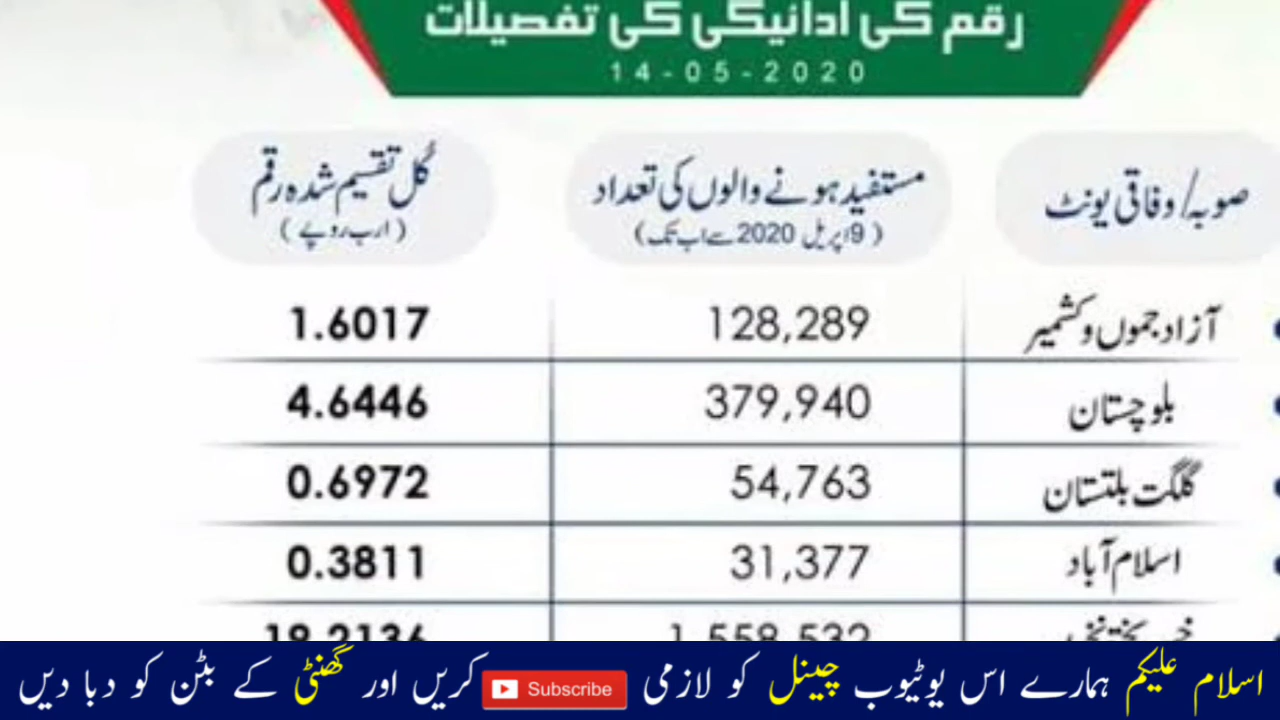 رقم کی ادائیگی کی تفصیلات
14-05-2020
صوبہ/وفاقی یونٹ مستفید ہونے والوں کی تعداد کُل تقسیم شدہ رقم
(9 اپریل 2020 سے اب تک) (ارب روپے)
آزاد جموں و کشمیر 128,289 1.6017
بلوچستان 379,940 4.6446
گلگت بلتستان 54,763 0.6972
اسلام آباد 31,377 0.3811
اسلام علیکم ہمارے اس یوٹیوب چینل کو لازمی Subscribe کریں اور گھنٹی کے بٹن کو دبا دیں